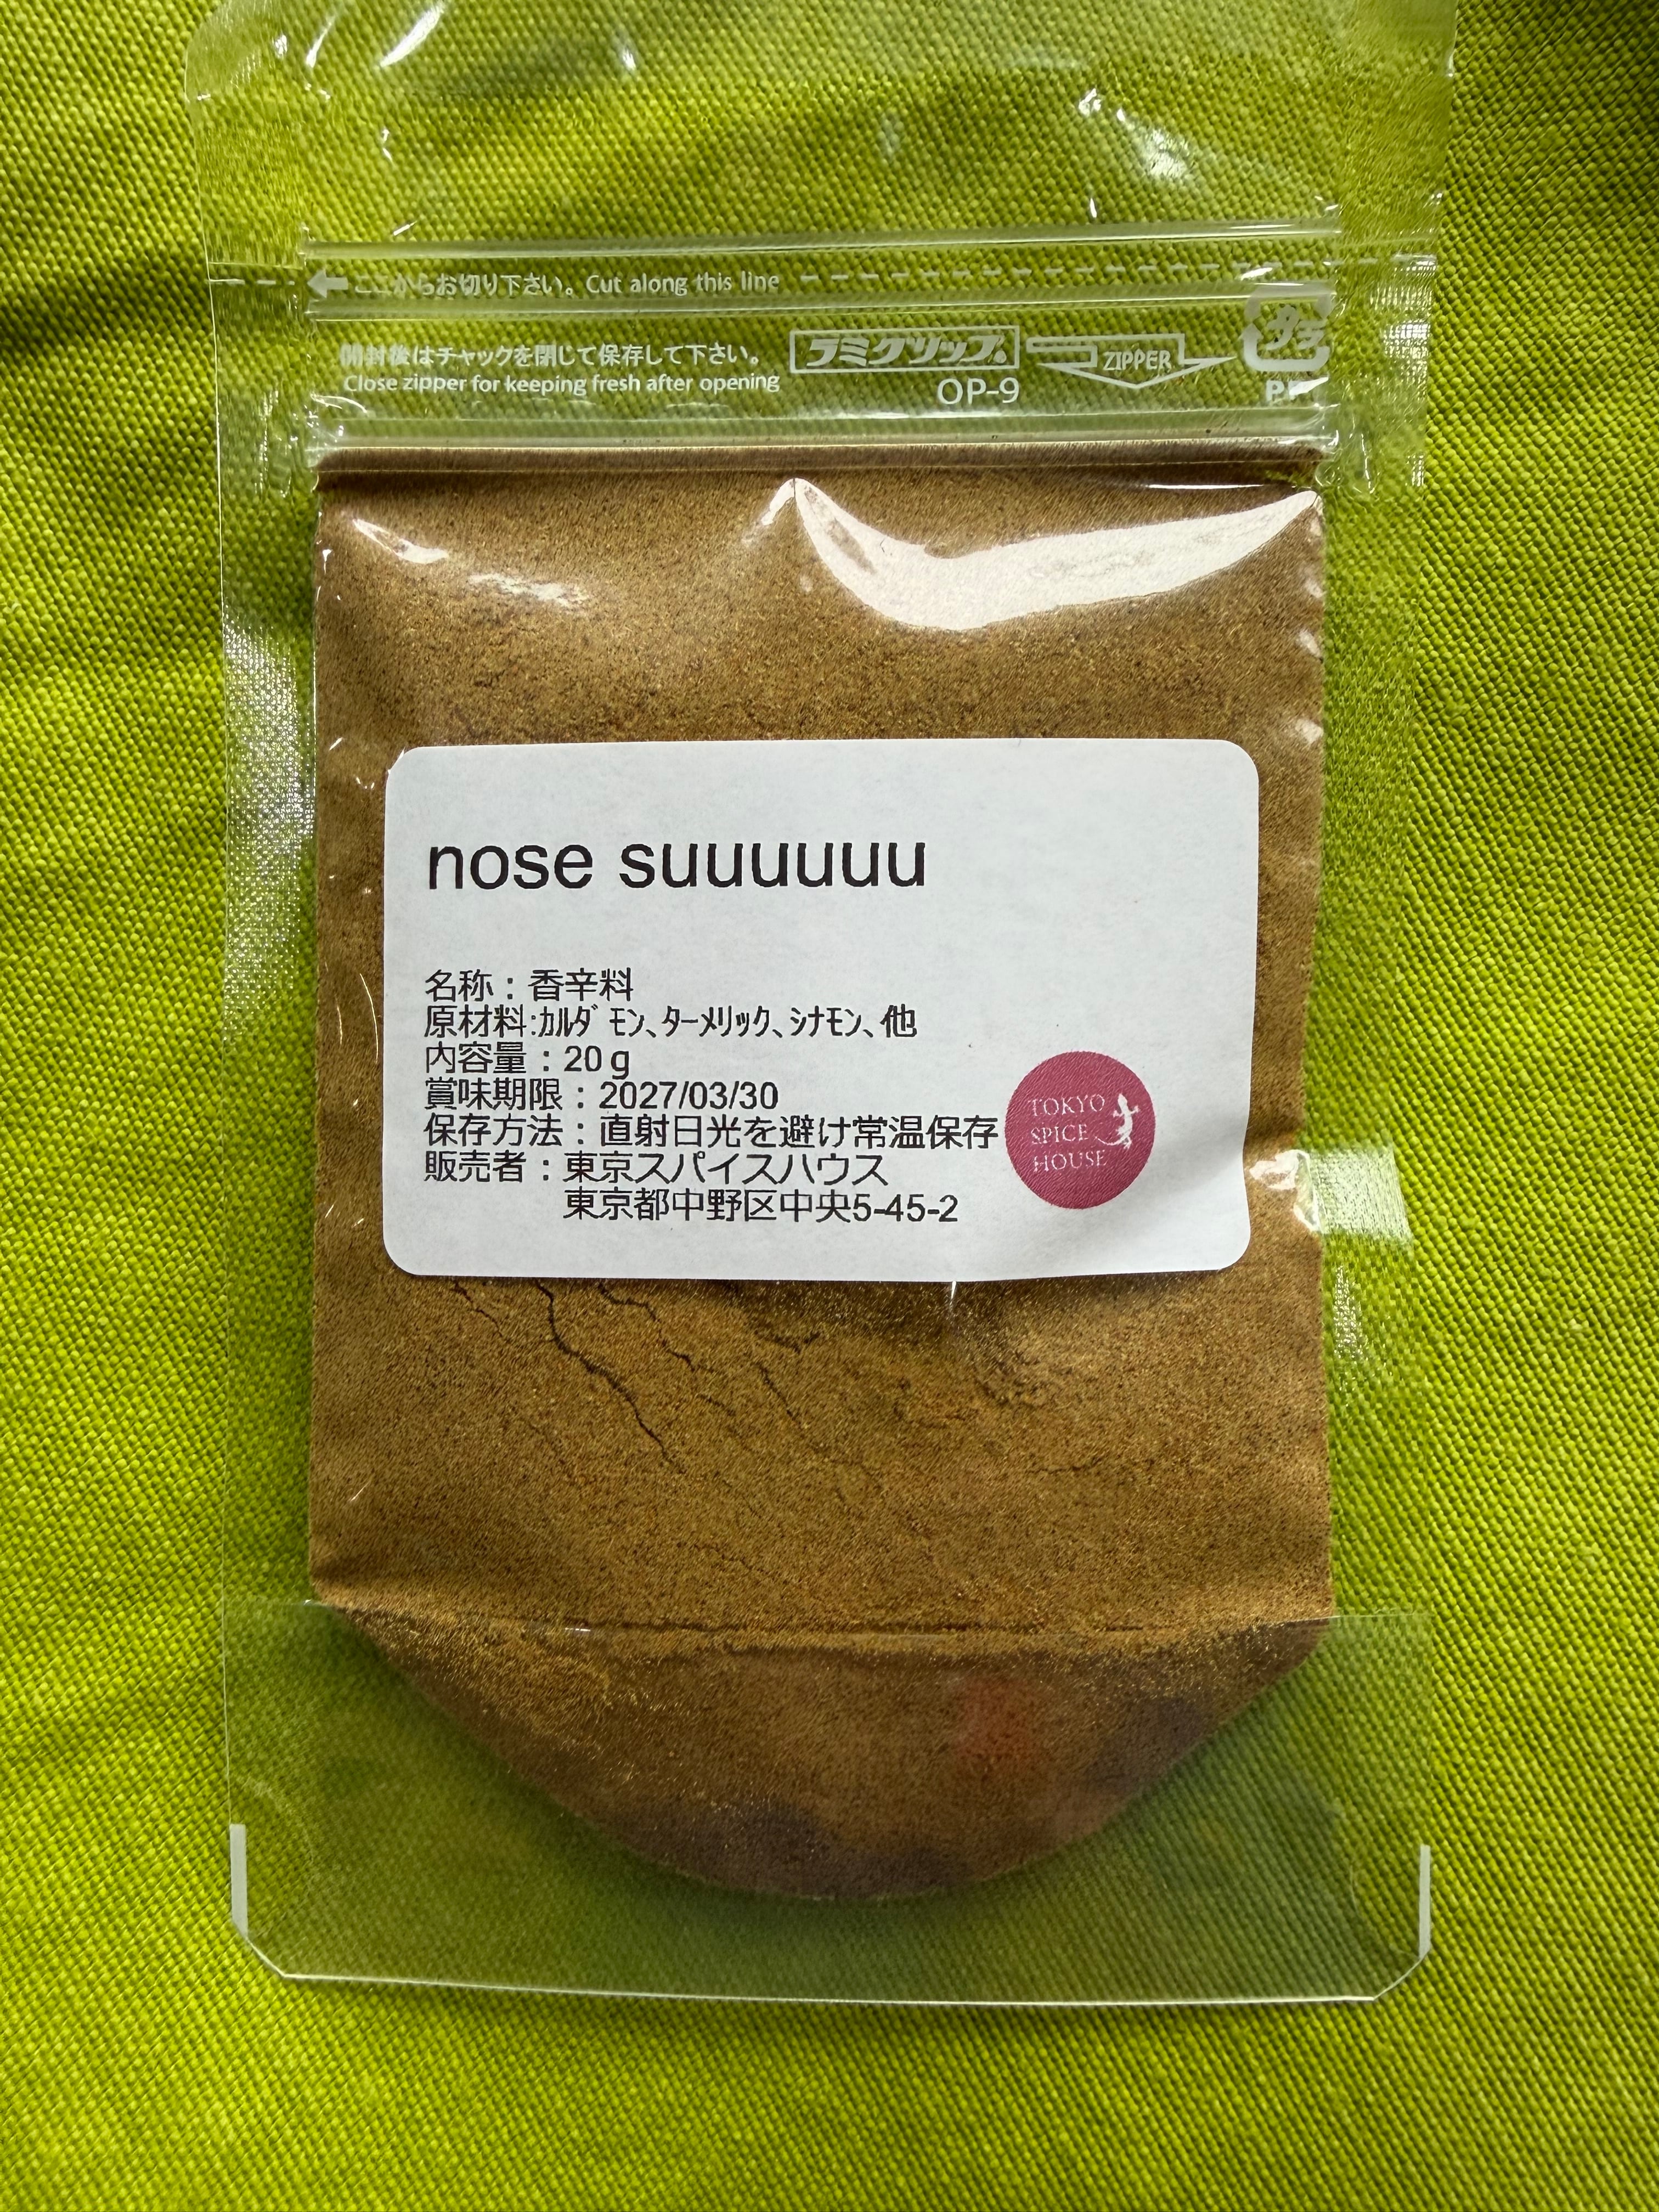 ここからお切り下さい。 Cut along this line
開封後はチャックを閉じて保存して下さい。
Close zipper for keeping fresh after opening
ラミグリップ®
OP-9
ZIPPER
プラ
nose suuuuuu
名称：香辛料
原材料:ｶﾙﾀﾞﾓﾝ、ﾀｰﾒﾘｯｸ、ｼﾅﾓﾝ、他
内容量：20ｇ
賞味期限：2027/03/30
保存方法：直射日光を避け常温保存
販売者：東京スパイスハウス
東京都中野区中央5-45-2
TOKYO
SPICE
HOUSE